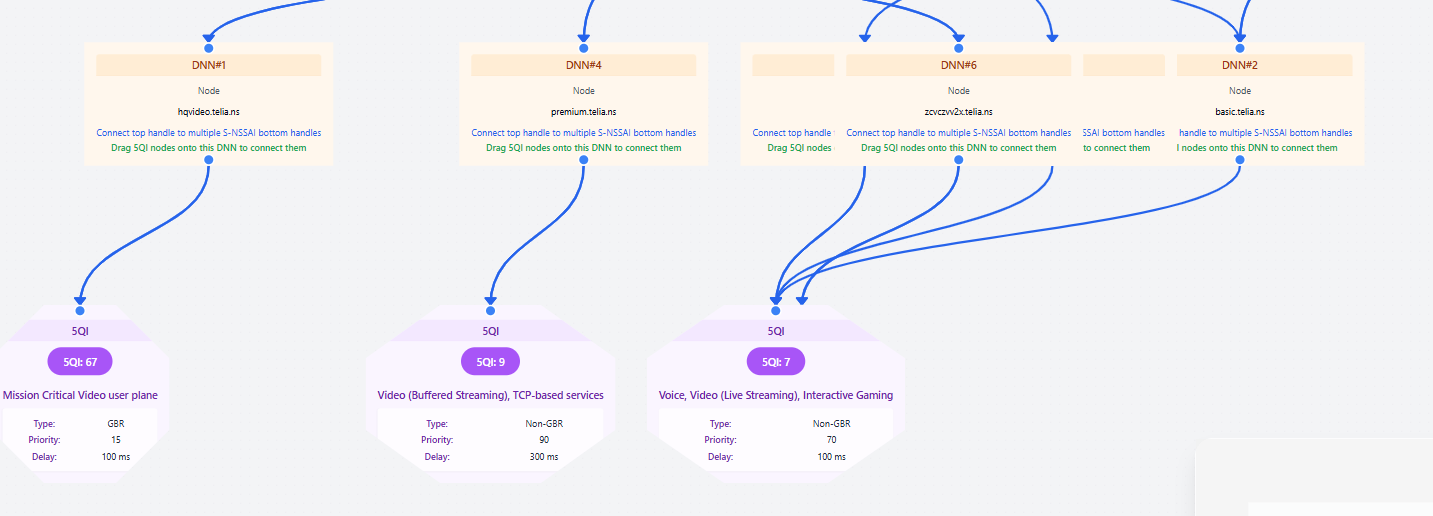 DNN#1
Node
hqvideo.telia.ns
Connect top handle to multiple S-NSSAI bottom handles
Drag 5QI nodes onto this DNN to connect them
DNN#4
Node
premium.telia.ns
Connect top handle to multiple S-NSSAI bottom handles
Drag 5QI nodes onto this DNN to connect them
Connect top handle
Drag 5QI nodes
DNN#6
Node
zcvczvv2x.telia.ns
Connect top handle to multiple S-NSSAI bottom handles
Drag 5QI nodes onto this DNN to connect them
SSAI bottom handles
to connect them
DNN#2
Node
basic.telia.ns
handle to multiple S-NSSAI bottom handles
I nodes onto this DNN to connect them
5QI
5QI: 67
Mission Critical Video user plane
Type: GBR
Priority: 15
Delay: 100 ms
5QI
5QI: 9
Video (Buffered Streaming), TCP-based services
Type: Non-GBR
Priority: 90
Delay: 300 ms
5QI
5QI: 7
Voice, Video (Live Streaming), Interactive Gaming
Type: Non-GBR
Priority: 70
Delay: 100 ms